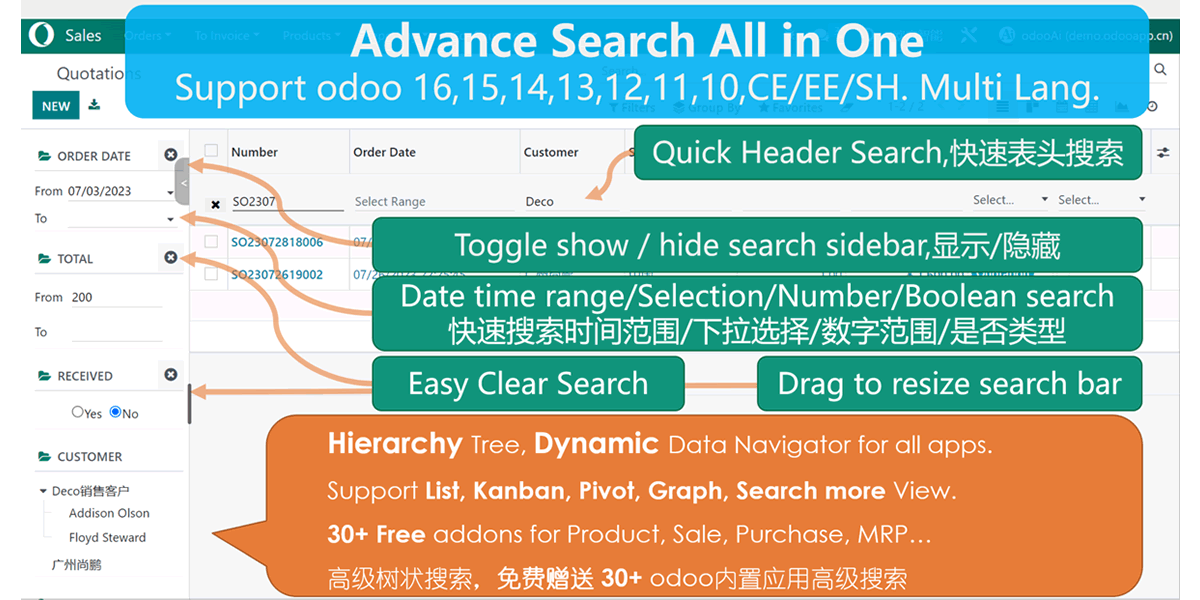 Sales
Orders
To Invoice
Products
odooAi (demo.odooapp.cn)
Advance Search All in One
Support odoo 16,15,14,13,12,11,10,CE/EE/SH. Multi Lang.
Quotations
NEW
Filters
Group By
Favorites
1-2 / 2
ORDER DATE
Number
Order Date
Customer
Quick Header Search,快速表头搜索
From 07/03/2023
<
SO2307
Select Range
Deco
Select...
Select...
To
SO23072818006
07/
Toggle show / hide search sidebar,显示/隐藏
TOTAL
SO23072619002
From 200
Date time range/Selection/Number/Boolean search
快速搜索时间范围/下拉选择/数字范围/是否类型
To
RECEIVED
Easy Clear Search
Drag to resize search bar
Yes No
Hierarchy Tree, Dynamic Data Navigator for all apps.
CUSTOMER
Support List, Kanban, Pivot, Graph, Search more View.
Deco销售客户
Addison Olson
30+ Free addons for Product, Sale, Purchase, MRP...
Floyd Steward
广州尚鹏
高级树状搜索，免费赠送 30+ odoo内置应用高级搜索